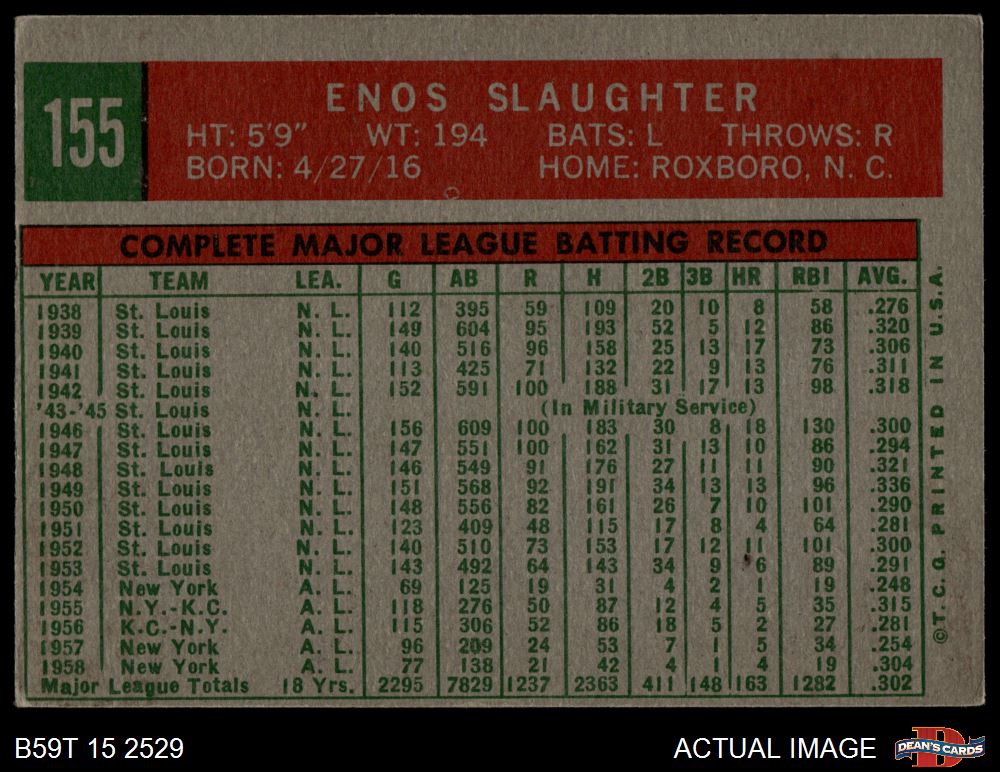 155
ENOS SLAUGHTER
HT: 5'9" WT: 194 BATS: L THROWS: R
BORN: 4/27/16 HOME: ROXBORO, N. C.
COMPLETE MAJOR LEAGUE BATTING RECORD
YEAR TEAM LEA. G AB R H 2B 3B HR RBI AVG.
1938 St. Louis N. L. 112 395 59 109 20 10 8 58 .276
1939 St. Louis N. L. 149 604 95 193 52 5 12 86 .320
1940 St. Louis N. L. 140 516 96 158 25 13 17 73 .306
1941 St. Louis N. L. 113 425 71 132 22 9 13 76 .311
1942 St. Louis N. L. 152 591 100 188 31 17 13 98 .318
'43-'45 St. Louis N. L. (In Military Service)
1946 St. Louis N. L. 156 609 100 183 30 8 18 130 .300
1947 St. Louis N. L. 147 551 100 162 31 13 10 86 .294
1948 St. Louis N. L. 146 549 91 176 27 11 11 90 .321
1949 St. Louis N. L. 151 568 92 191 34 13 13 96 .336
1950 St. Louis N. L. 148 556 82 161 26 7 10 101 .290
1951 St. Louis N. L. 123 409 48 115 17 8 4 64 .281
1952 St. Louis N. L. 140 510 73 153 17 12 11 101 .300
1953 St. Louis N. L. 143 492 64 143 34 9 6 89 .291
1954 New York A. L. 69 125 19 31 4 2 1 19 .248
1955 N.Y.-K.C. A. L. 118 276 50 87 12 4 5 35 .315
1956 K.C.-N.Y. A. L. 115 306 52 86 18 5 2 27 .281
1957 New York A. L. 96 209 24 53 7 1 5 34 .254
1958 New York A. L. 77 138 21 42 4 1 4 19 .304
Major League Totals 18 Yrs. 2295 7829 1237 2363 411 148 163 1282 .302
©T.C.G. PRINTED IN U.S.A.
B59T 15 2529
ACTUAL IMAGE
DEAN'S CARDS